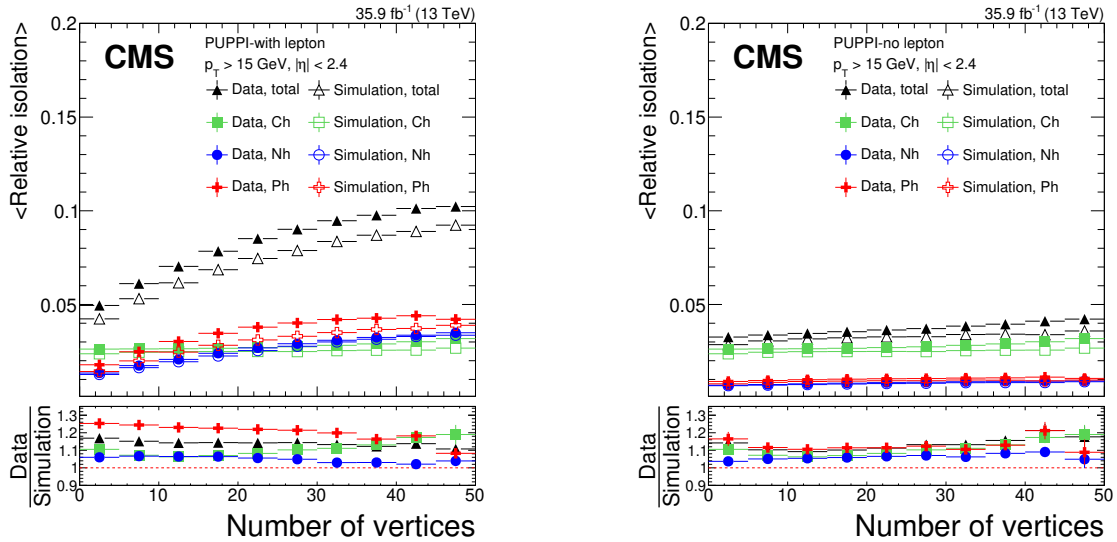 35.9 fb⁻¹ (13 TeV)
<Relative isolation>
0.2
0.15
0.1
0.05
CMS
PUPPI-with lepton
p_T > 15 GeV, |η| < 2.4
Data, total
Simulation, total
Data, Ch
Simulation, Ch
Data, Nh
Simulation, Nh
Data, Ph
Simulation, Ph
Data
Simulation
1.3
1.2
1.1
1
0.9
0 10 20 30 40 50
Number of vertices
35.9 fb⁻¹ (13 TeV)
<Relative isolation>
0.2
0.15
0.1
0.05
CMS
PUPPI-no lepton
p_T > 15 GeV, |η| < 2.4
Data, total
Simulation, total
Data, Ch
Simulation, Ch
Data, Nh
Simulation, Nh
Data, Ph
Simulation, Ph
Data
Simulation
1.3
1.2
1.1
1
0.9
0 10 20 30 40 50
Number of vertices